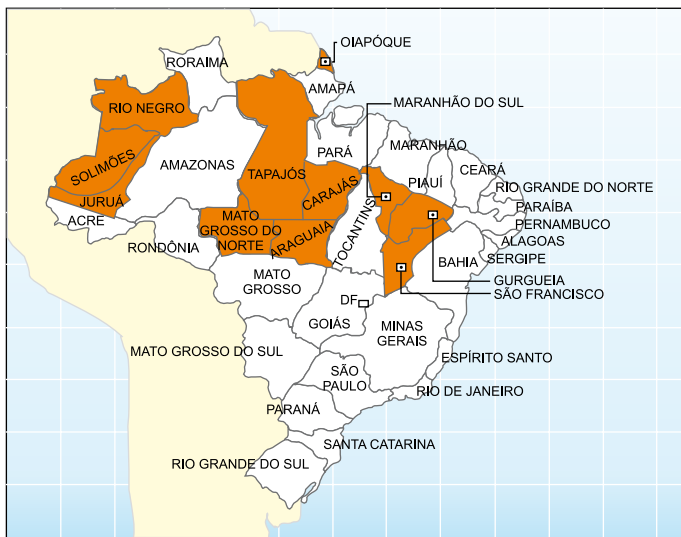 OIAPÓQUE
RORAIMA
AMAPÁ
RIO NEGRO
MARANHÃO DO SUL
MARANHÃO
PARÁ
SOLIMÕES
AMAZONAS
TAPAJÓS
CARAJÁS
PIAUÍ
CEARÁ
RIO GRANDE DO NORTE
JURUÁ
PARAÍBA
ACRE
MATO
GROSSO DO
NORTE
ARAGUAIA
TOCANTINS
PERNAMBUCO
ALAGOAS
RONDÔNIA
BAHIA
SERGIPE
MATO
GROSSO
GURGUEIA
SÃO FRANCISCO
DF
GOIÁS
MINAS
GERAIS
MATO GROSSO DO SUL
ESPÍRITO SANTO
SÃO
PAULO
RIO DE JANEIRO
PARANÁ
SANTA CATARINA
RIO GRANDE DO SUL